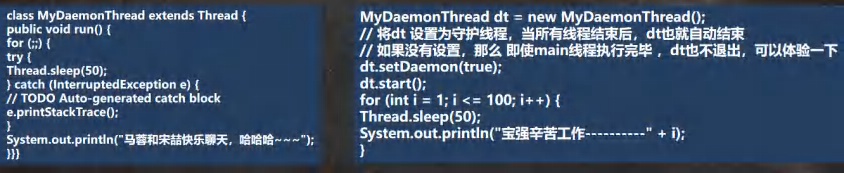 class MyDaemonThread extends Thread {
public void run() {
for (;;) {
try {
Thread.sleep(50);
} catch (InterruptedException e) {
// TODO Auto-generated catch block
e.printStackTrace();
}
System.out.println("马蓉和宋喆快乐聊天，哈哈哈~~~");
}}}
MyDaemonThread dt = new MyDaemonThread();
// 将dt 设置为守护线程，当所有线程结束后，dt也就自动结束
// 如果没有设置，那么 即使main线程执行完毕 ，dt也不退出，可以体验一下
dt.setDaemon(true);
dt.start();
for (int i = 1; i <= 100; i++) {
Thread.sleep(50);
System.out.println("宝强辛苦工作----------" + i);
}